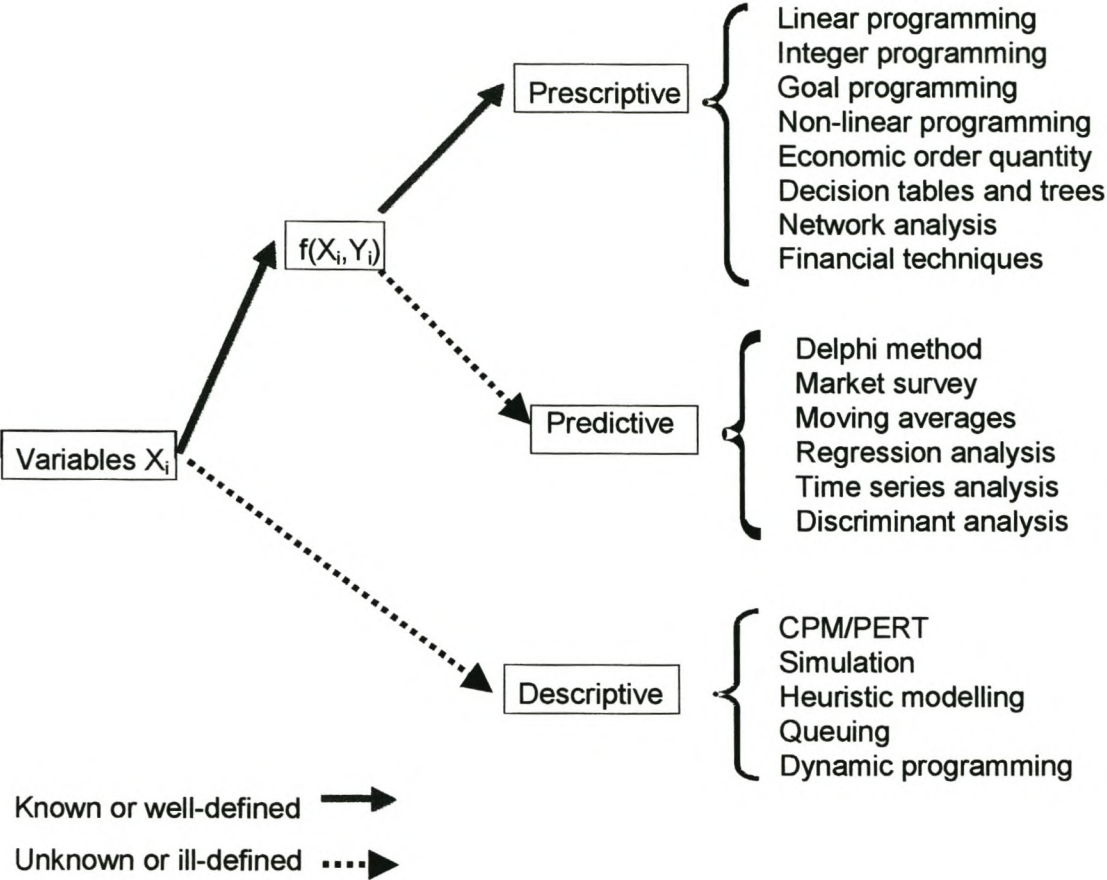 Linear programming
Integer programming
Prescriptive
Goal programming
Non-linear programming
Economic order quantity
Decision tables and trees
Network analysis
Financial techniques
f(Xi,Yi)
Delphi method
Market survey
Predictive
Moving averages
Regression analysis
Time series analysis
Discriminant analysis
Variables Xi
CPM/PERT
Simulation
Descriptive
Heuristic modelling
Queuing
Dynamic programming
Known or well-defined
Unknown or ill-defined